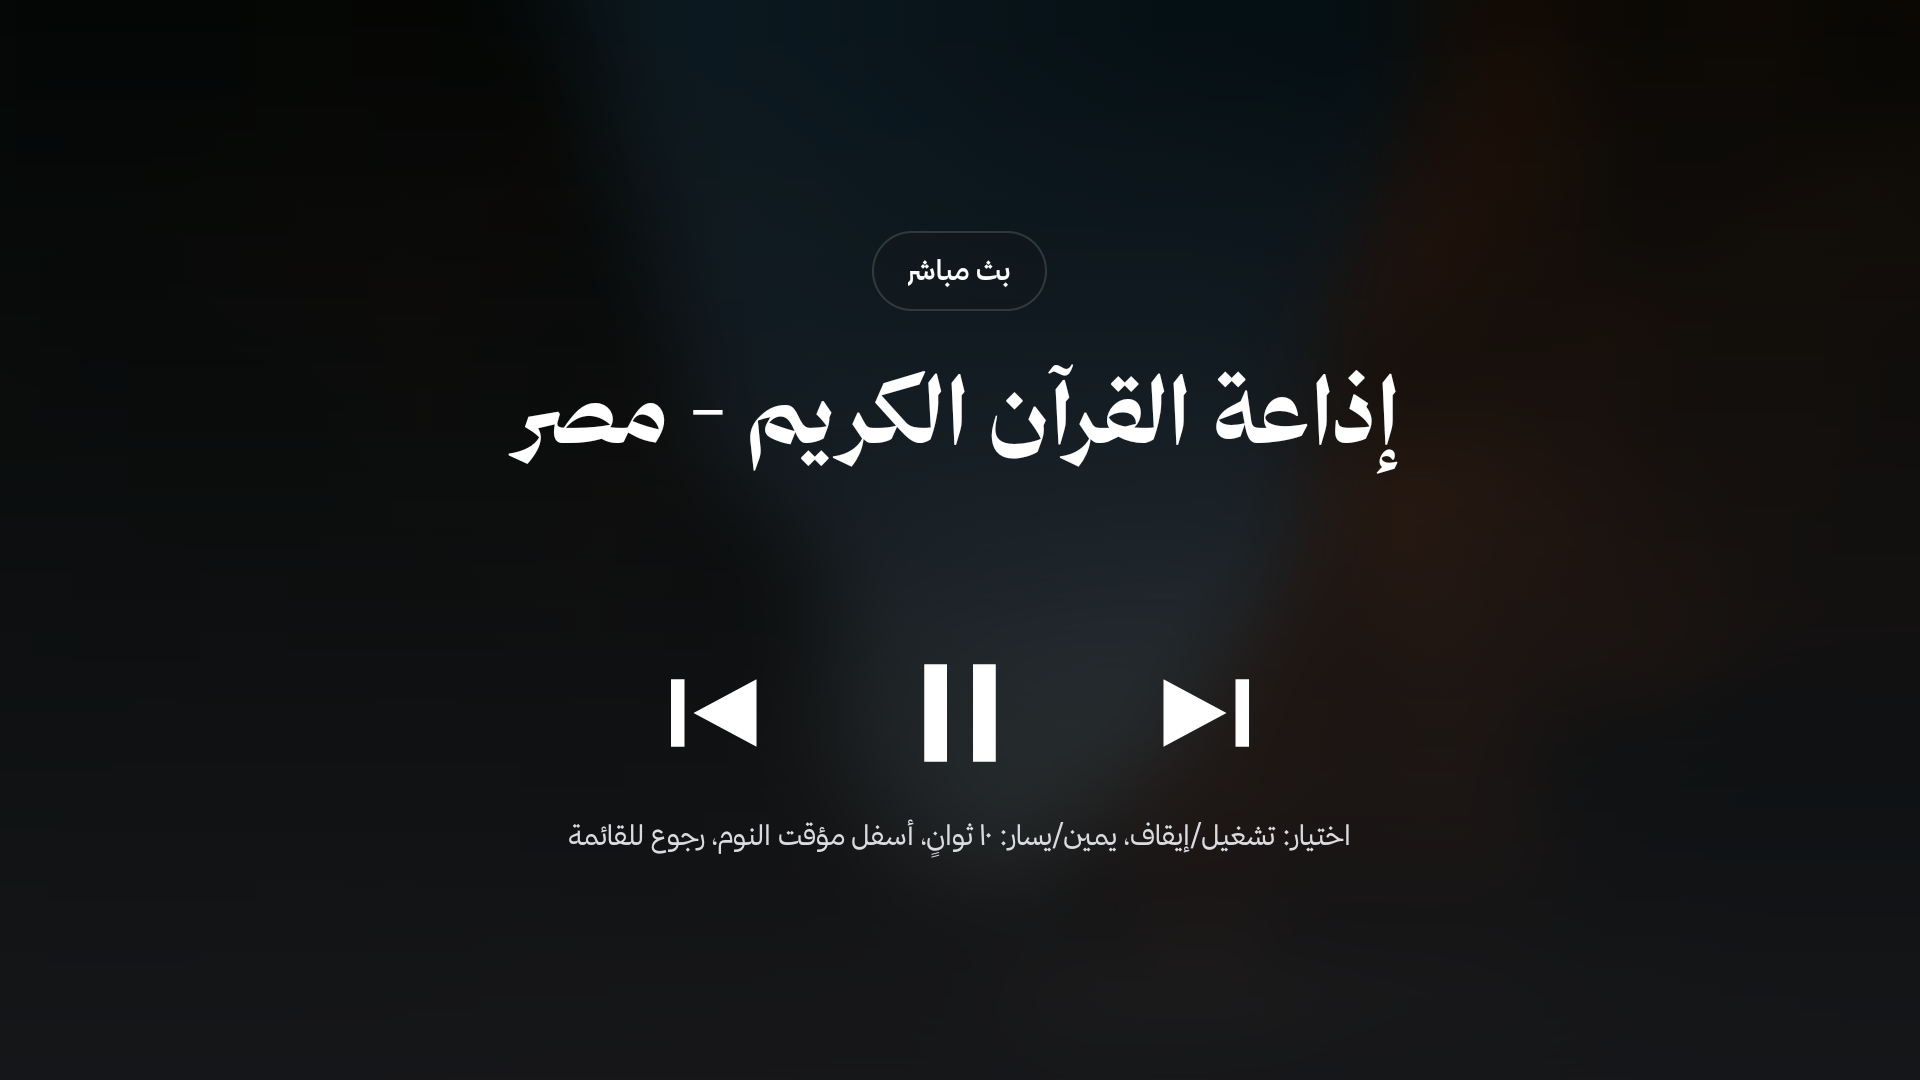 بث مباشر
إذاعة القرآن الكريم - مصر
اختيار: تشغيل/إيقاف، يمين/يسار: ١٠ ثوانٍ، أسفل مؤقت النوم، رجوع للقائمة